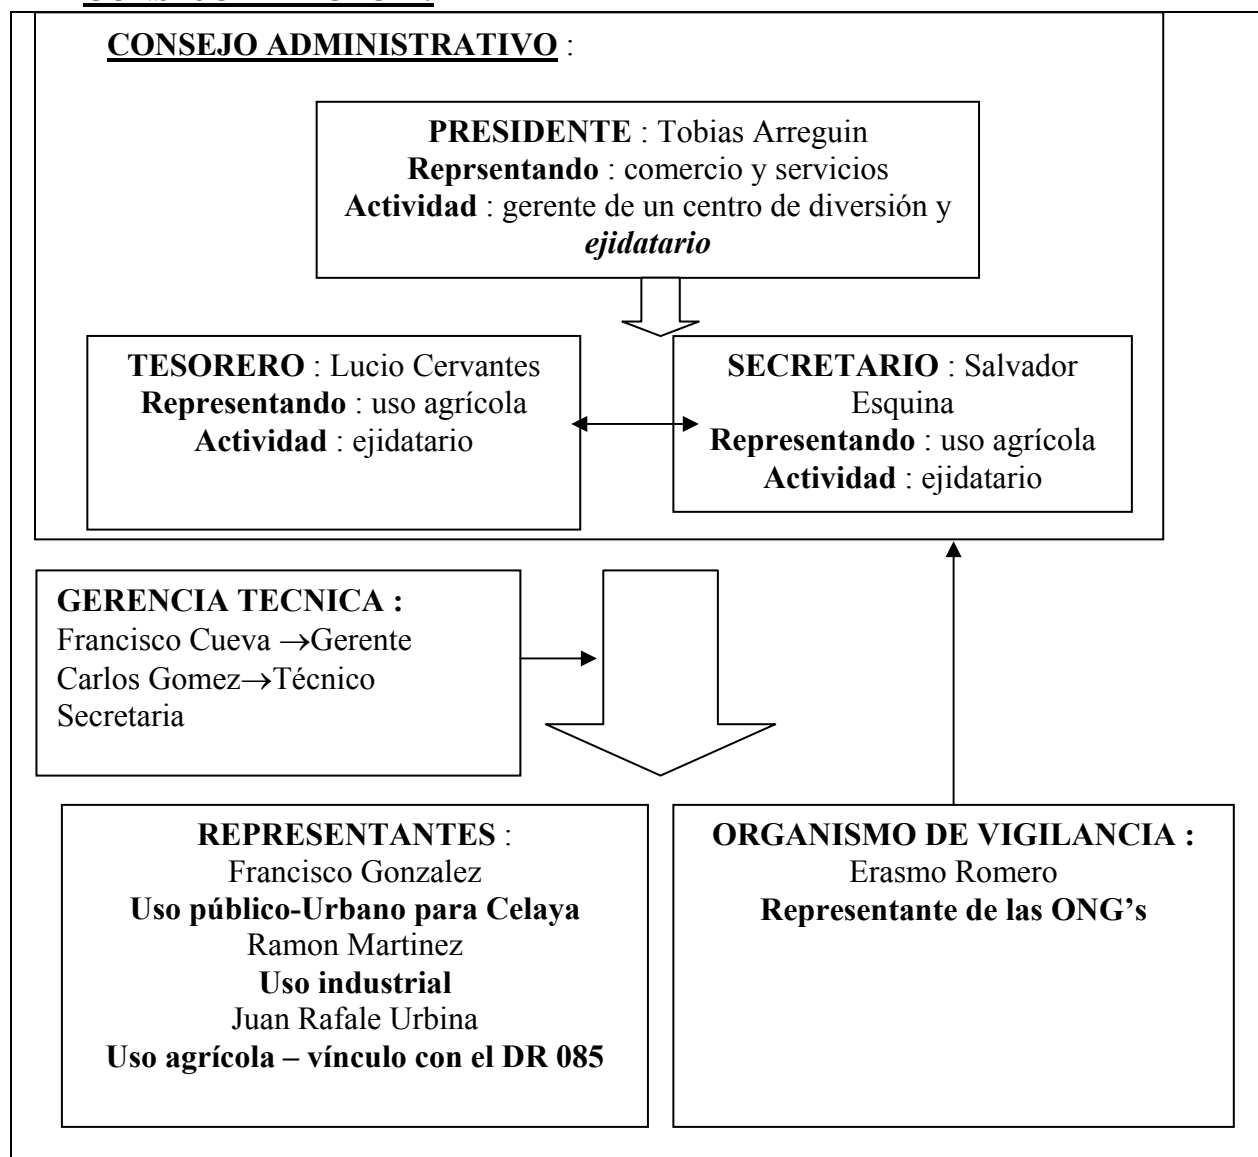 CONSEJO ADMINISTRATIVO :
PRESIDENTE : Tobias Arreguin
Reprsentando : comercio y servicios
Actividad : gerente de un centro de diversión y
ejidatario
TESORERO : Lucio Cervantes
Representando : uso agrícola
Actividad : ejidatario
SECRETARIO : Salvador
Esquina
Representando : uso agrícola
Actividad : ejidatario
GERENCIA TECNICA :
Francisco Cueva →Gerente
Carlos Gomez→Técnico
Secretaria
REPRESENTANTES :
Francisco Gonzalez
Uso público-Urbano para Celaya
Ramon Martinez
Uso industrial
Juan Rafale Urbina
Uso agrícola – vínculo con el DR 085
ORGANISMO DE VIGILANCIA :
Erasmo Romero
Representante de las ONG’s